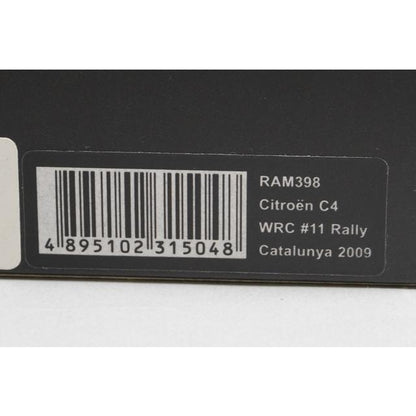 4 895102 315048
RAM398
Citroën C4
WRC #11 Rally
Catalunya 2009